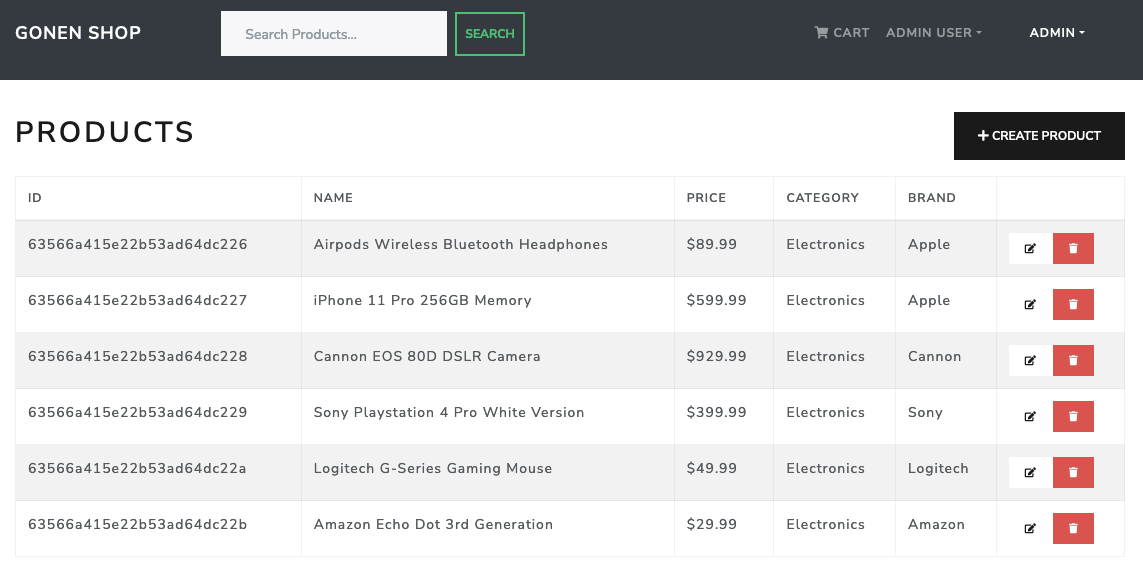 GONEN SHOP Search Products... SEARCH CART ADMIN USER ADMIN
PRODUCTS CREATE PRODUCT
ID NAME PRICE CATEGORY BRAND
63566a415e22b53ad64dc226 Airpods Wireless Bluetooth Headphones $89.99 Electronics Apple
63566a415e22b53ad64dc227 iPhone 11 Pro 256GB Memory $599.99 Electronics Apple
63566a415e22b53ad64dc228 Cannon EOS 80D DSLR Camera $929.99 Electronics Cannon
63566a415e22b53ad64dc229 Sony Playstation 4 Pro White Version $399.99 Electronics Sony
63566a415e22b53ad64dc22a Logitech G-Series Gaming Mouse $49.99 Electronics Logitech
63566a415e22b53ad64dc22b Amazon Echo Dot 3rd Generation $29.99 Electronics Amazon